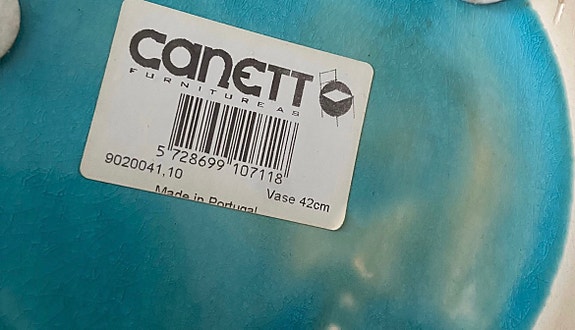 canETT
FURNITURE AS
5 728699 107118
9020041,10
Vase 42cm
Made in Portugal